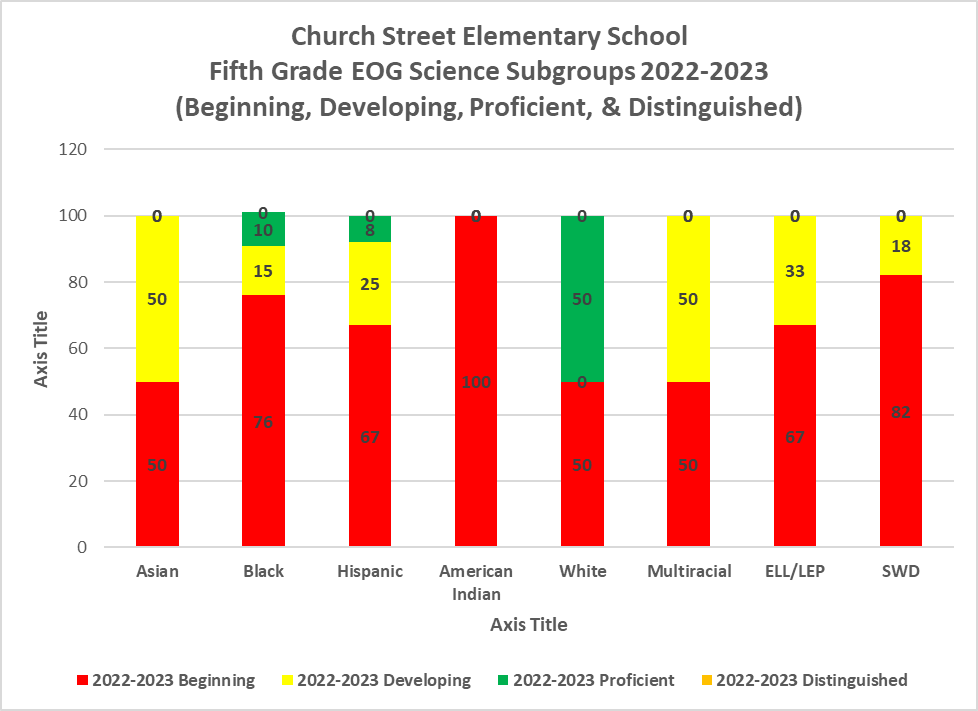 Church Street Elementary School
Fifth Grade EOG Science Subgroups 2022-2023
(Beginning, Developing, Proficient, & Distinguished)
120
100
80
60
40
20
0
Axis Title
0
50
50
0
10
15
76
0
8
25
67
0
100
0
50
0
50
0
50
50
0
33
67
0
18
82
Asian
Black
Hispanic
American
Indian
White
Multiracial
ELL/LEP
SWD
Axis Title
2022-2023 Beginning
2022-2023 Developing
2022-2023 Proficient
2022-2023 Distinguished